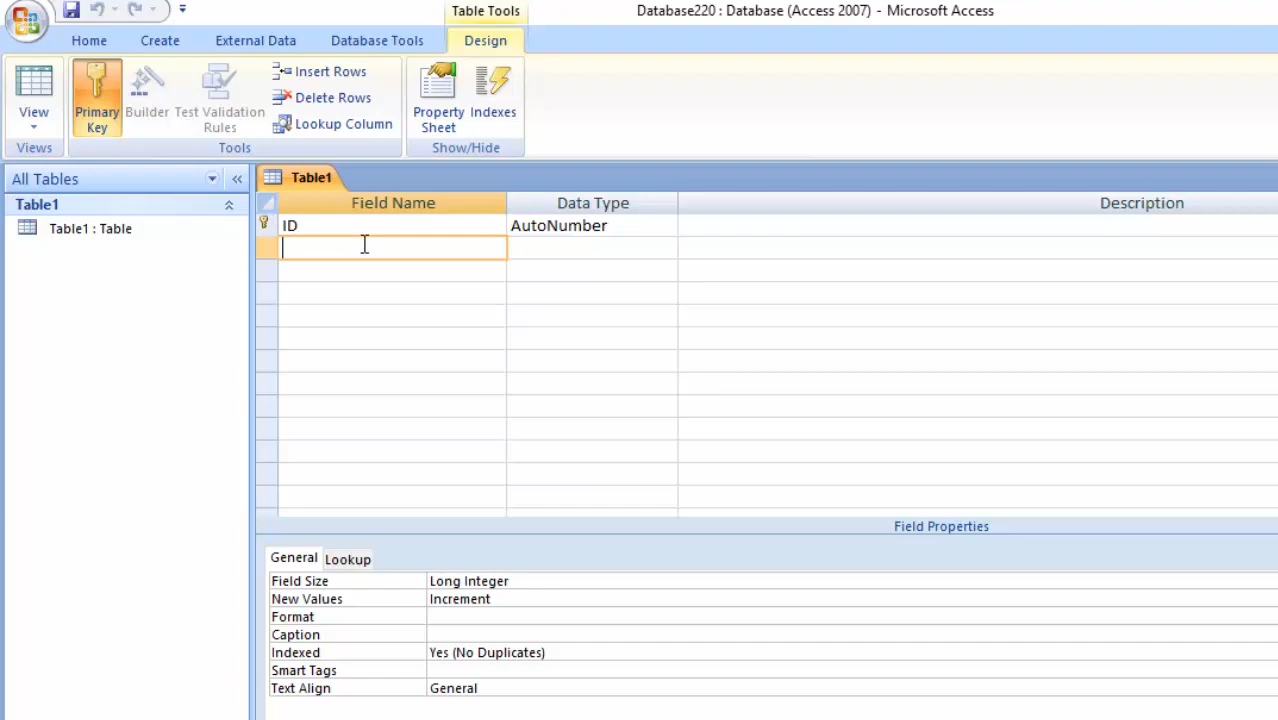 Table Tools
Database220 : Database (Access 2007) - Microsoft Access
Home
Create
External Data
Database Tools
Design
View
Views
Primary Key
Builder
Test Validation Rules
Insert Rows
Delete Rows
Lookup Column
Tools
Property Sheet
Indexes
Show/Hide
All Tables
Table1
Table1 : Table
Table1
Field Name
Data Type
Description
ID
AutoNumber
Field Properties
General
Lookup
Field Size
Long Integer
New Values
Increment
Format
Caption
Indexed
Yes (No Duplicates)
Smart Tags
Text Align
General